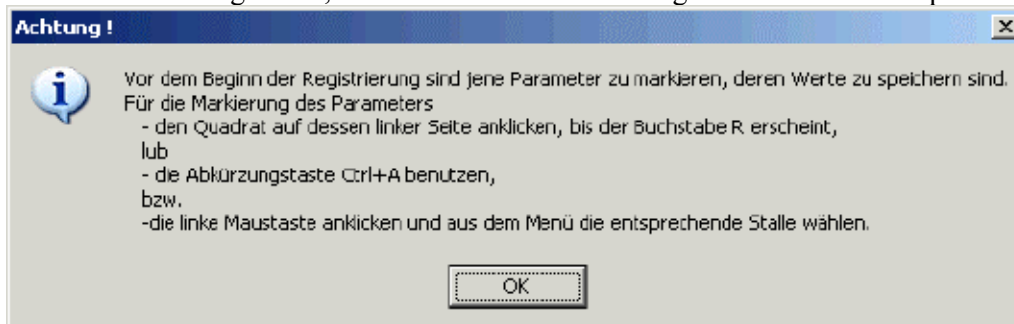 Achtung !
Vor dem Beginn der Registrierung sind jene Parameter zu markieren, deren Werte zu speichern sind.
Für die Markierung des Parameters
- den Quadrat auf dessen linker Seite anklicken, bis der Buchstabe R erscheint,
lub
- die Abkürzungstaste Ctrl+A benutzen,
bzw.
-die linke Maustaste anklicken und aus dem Menü die entsprechende Stalle wählen.
OK